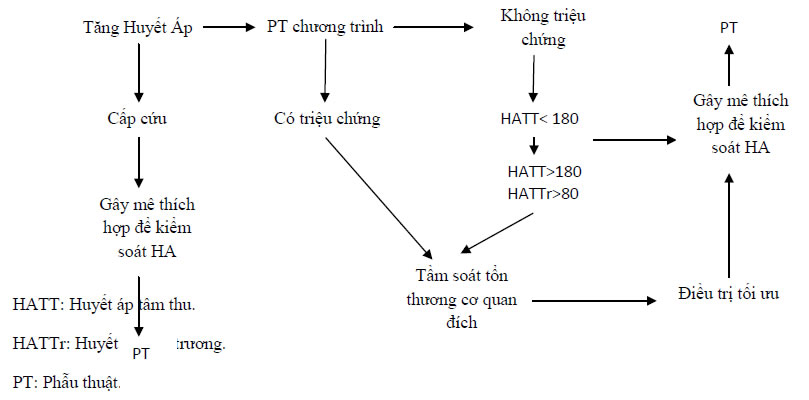 Tăng Huyết Áp
PT chương trình
Không triệu
chứng
PT
Cấp cứu
Có triệu chứng
HATT< 180
Gây mê thích
hợp để kiểm
soát HA
HATT>180
HATTr>80
Gây mê thích
hợp để kiểm
soát HA
Tầm soát tổn
thương cơ quan
đích
Điều trị tối ưu
HATT: Huyết áp tâm thu.
HATTr: Huyết trương.
PT
PT: Phẫu thuật.